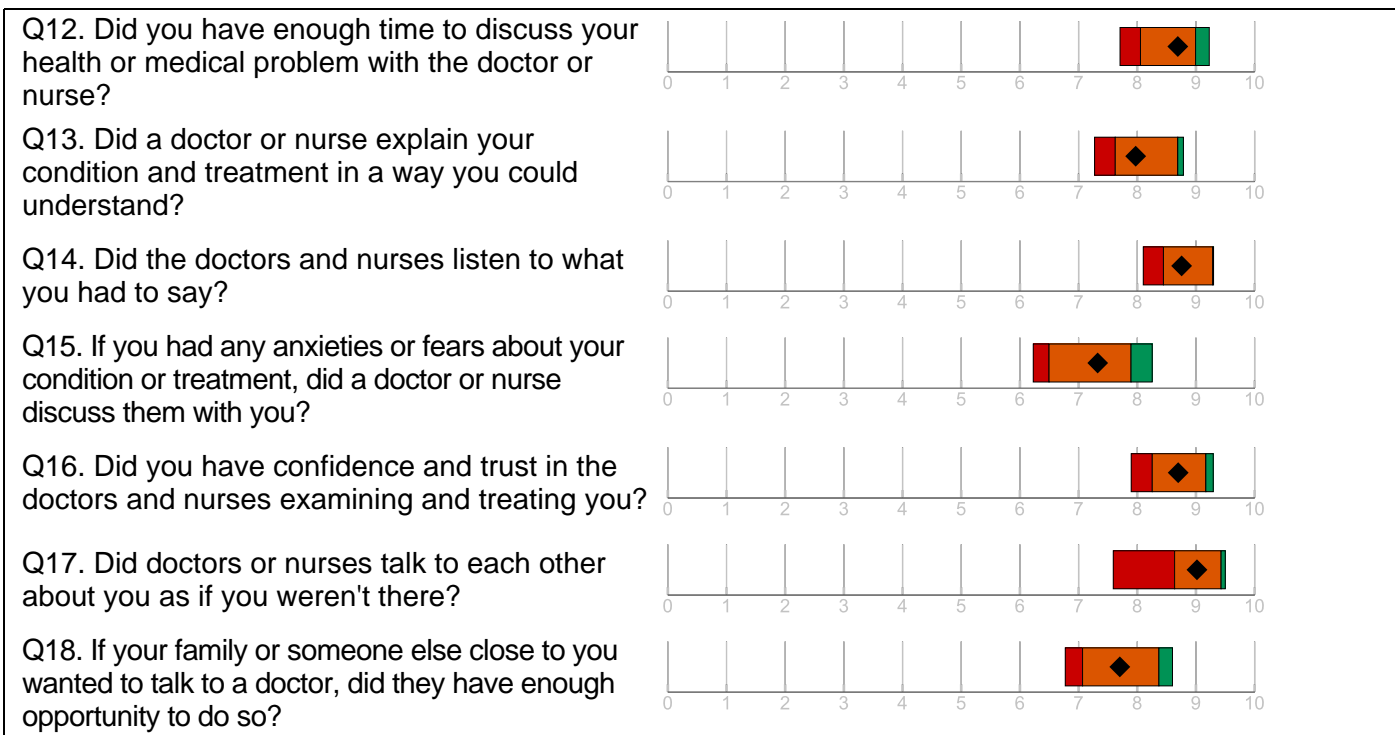 Q12. Did you have enough time to discuss your
health or medical problem with the doctor or
nurse?
0 1 2 3 4 5 6 7 8 9 10
Q13. Did a doctor or nurse explain your
condition and treatment in a way you could
understand?
0 1 2 3 4 5 6 7 8 9 10
Q14. Did the doctors and nurses listen to what
you had to say?
0 1 2 3 4 5 6 7 8 9 10
Q15. If you had any anxieties or fears about your
condition or treatment, did a doctor or nurse
discuss them with you?
0 1 2 3 4 5 6 7 8 9 10
Q16. Did you have confidence and trust in the
doctors and nurses examining and treating you?
0 1 2 3 4 5 6 7 8 9 10
Q17. Did doctors or nurses talk to each other
about you as if you weren't there?
0 1 2 3 4 5 6 7 8 9 10
Q18. If your family or someone else close to you
wanted to talk to a doctor, did they have enough
opportunity to do so?
0 1 2 3 4 5 6 7 8 9 10